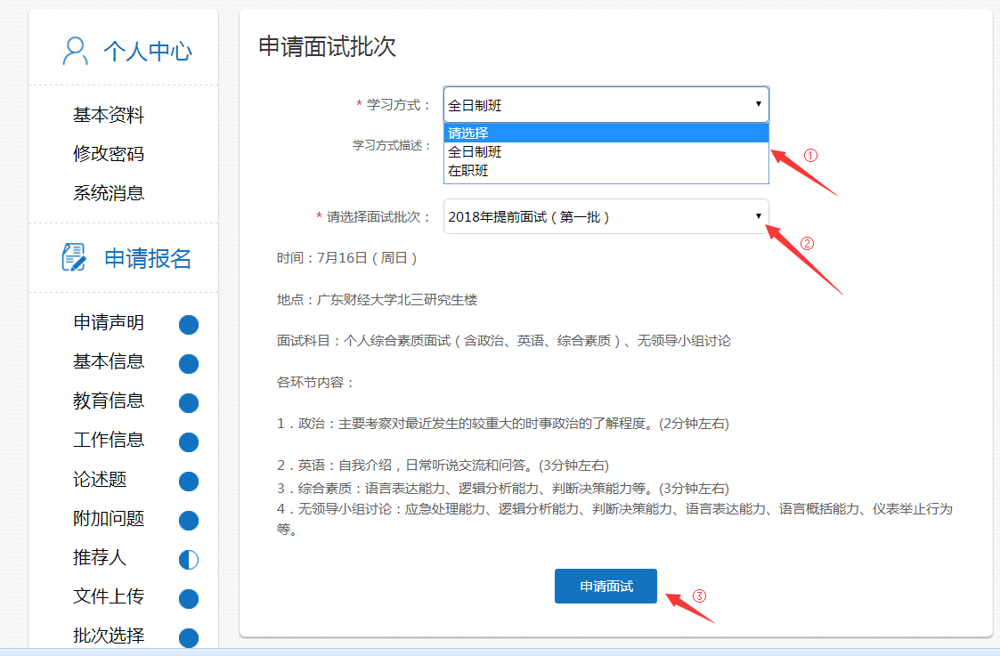 个人中心
基本资料
修改密码
系统消息
申请报名
申请声明
基本信息
教育信息
工作信息
论述题
附加问题
推荐人
文件上传
批次选择
申请面试批次
* 学习方式： 全日制班
请选择
学习方式描述：
全日制班
在职班
①
* 请选择面试批次： 2018年提前面试（第一批）
②
时间：7月16日（周日）
地点：广东财经大学北三研究生楼
面试科目：个人综合素质面试（含政治、英语、综合素质）、无领导小组讨论
各环节内容：
1．政治：主要考察对最近发生的较重大的时事政治的了解程度。(2分钟左右)
2．英语：自我介绍，日常听说交流和问答。(3分钟左右)
3．综合素质：语言表达能力、逻辑分析能力、判断决策能力等。(3分钟左右)
4．无领导小组讨论：应急处理能力、逻辑分析能力、判断决策能力、语言表达能力、语言概括能力、仪表举止行为
等。
申请面试
③